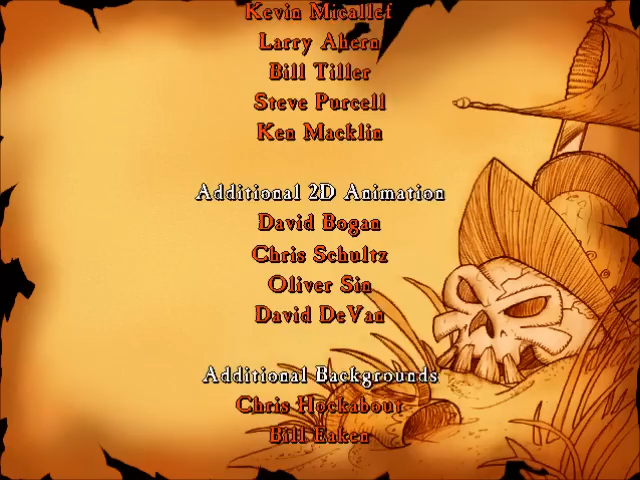 Kevin Micallef
Larry Ahern
Bill Tiller
Steve Purcell
Ken Macklin
Additional 2D Animation
David Bogan
Chris Schultz
Oliver Sin
David DeVan
Additional Backgrounds
Chris Hockabout
Bill Eaken